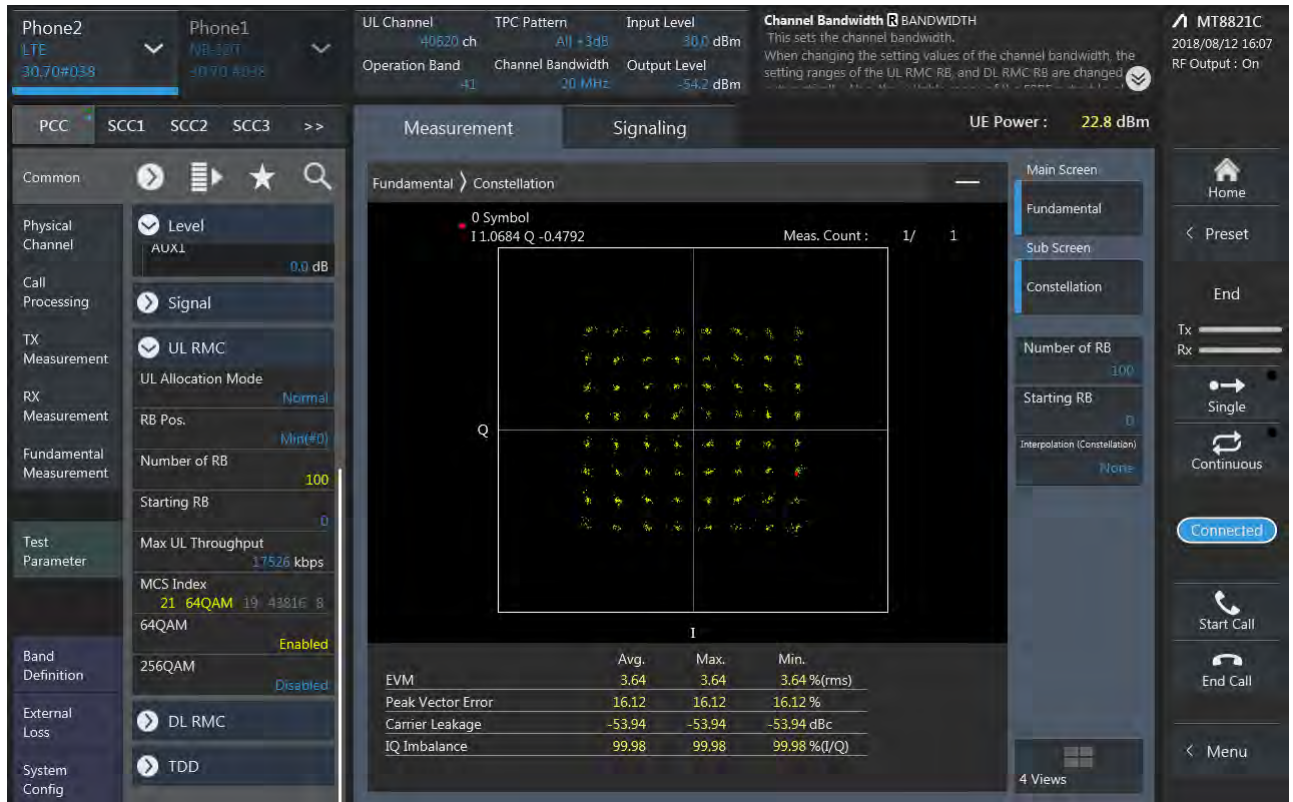 Phone2
LTE
30.70#038
Phone1
30.70 #038
UL Channel
40620 ch
TPC Pattern
All +3dB
Input Level
30.0 dBm
Operation Band
41
Channel Bandwidth
20 MHz
Output Level
-54.2 dBm
Channel Bandwidth R BANDWIDTH
This sets the channel bandwidth.
When changing the setting values of the channel bandwidth, the
setting ranges of the UL RMC RB, and DL RMC RB are changed
MT8821C
2018/08/12 16:07
RF Output : On
PCC SCC1 SCC2 SCC3 >>
Measurement
Signaling
UE Power : 22.8 dBm
Common
Physical
Channel
Call
Processing
TX
Measurement
RX
Measurement
Fundamental
Measurement
Test
Parameter
Band
Definition
External
Loss
System
Config
Level
AUX1
0.0 dB
Signal
UL RMC
UL Allocation Mode
Normal
RB Pos.
Min(#0)
Number of RB
100
Starting RB
0
Max UL Throughput
17526 kbps
MCS Index
21 64QAM 19 43816 8
64QAM
Enabled
256QAM
Disabled
DL RMC
TDD
Fundamental 〉 Constellation
0 Symbol
I 1.0684 Q -0.4792
Meas. Count : 1/ 1
Q
I
Avg. Max. Min.
EVM 3.64 3.64 3.64 %(rms)
Peak Vector Error 16.12 16.12 16.12 %
Carrier Leakage -53.94 -53.94 -53.94 dBc
IQ Imbalance 99.98 99.98 99.98 %(I/Q)
Main Screen
Fundamental
Sub Screen
Constellation
Number of RB
100
Starting RB
0
Interpolation (Constellation)
None
4 Views
Home
< Preset
End
Tx
Rx
Single
Continuous
Connected
Start Call
End Call
< Menu